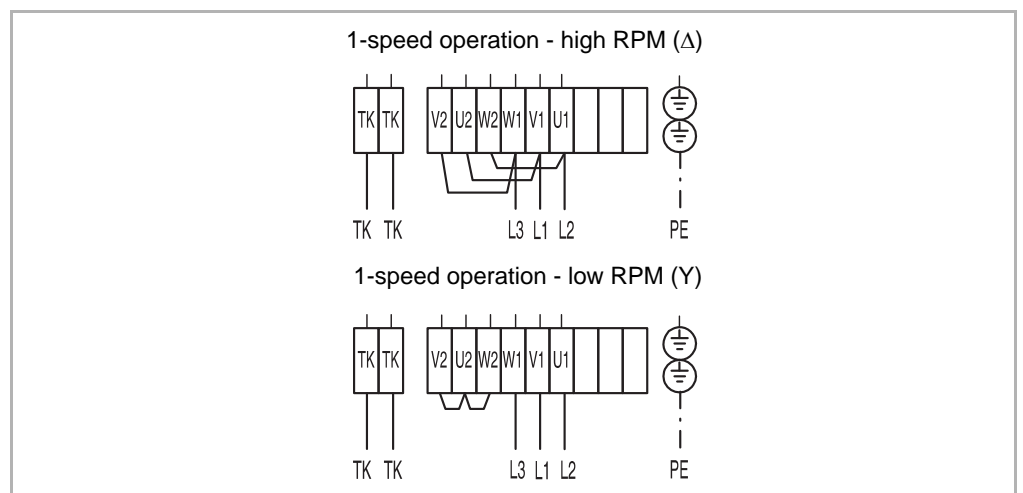 1-speed operation - high RPM (Δ)
TK TK V2 U2 W2 W1 V1 U1
TK TK L3 L1 L2 PE
1-speed operation - low RPM (Y)
TK TK V2 U2 W2 W1 V1 U1
TK TK L3 L1 L2 PE